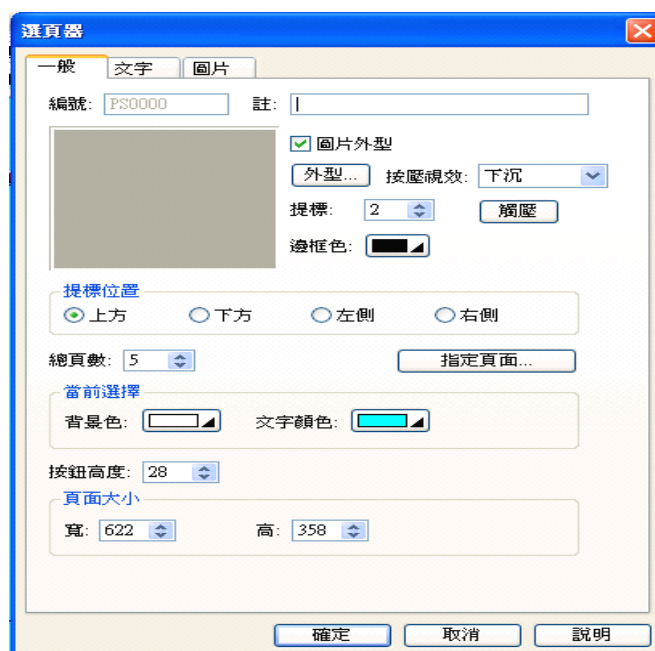 選頁器
一般 文字 圖片
編號: PS0000 註:
圖片外型
外型... 按壓視效: 下沉
提標: 2 觸壓
邊框色:
提標位置
上方 下方 左側 右側
總頁數: 5 指定頁面...
當前選擇
背景色: 文字顏色:
按鈕高度: 28
頁面大小
寬: 622 高: 358
確定 取消 說明